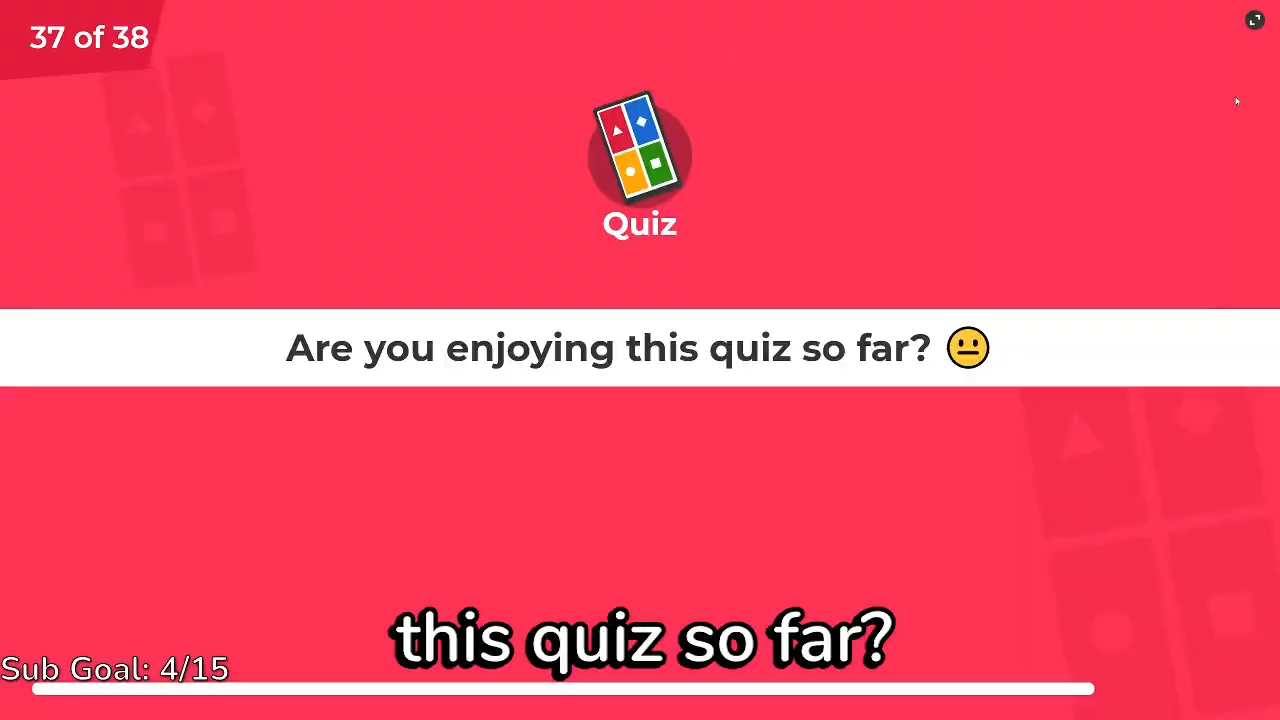 37 of 38
Quiz
Are you enjoying this quiz so far? 😐
this quiz so far?
Sub Goal: 4/15